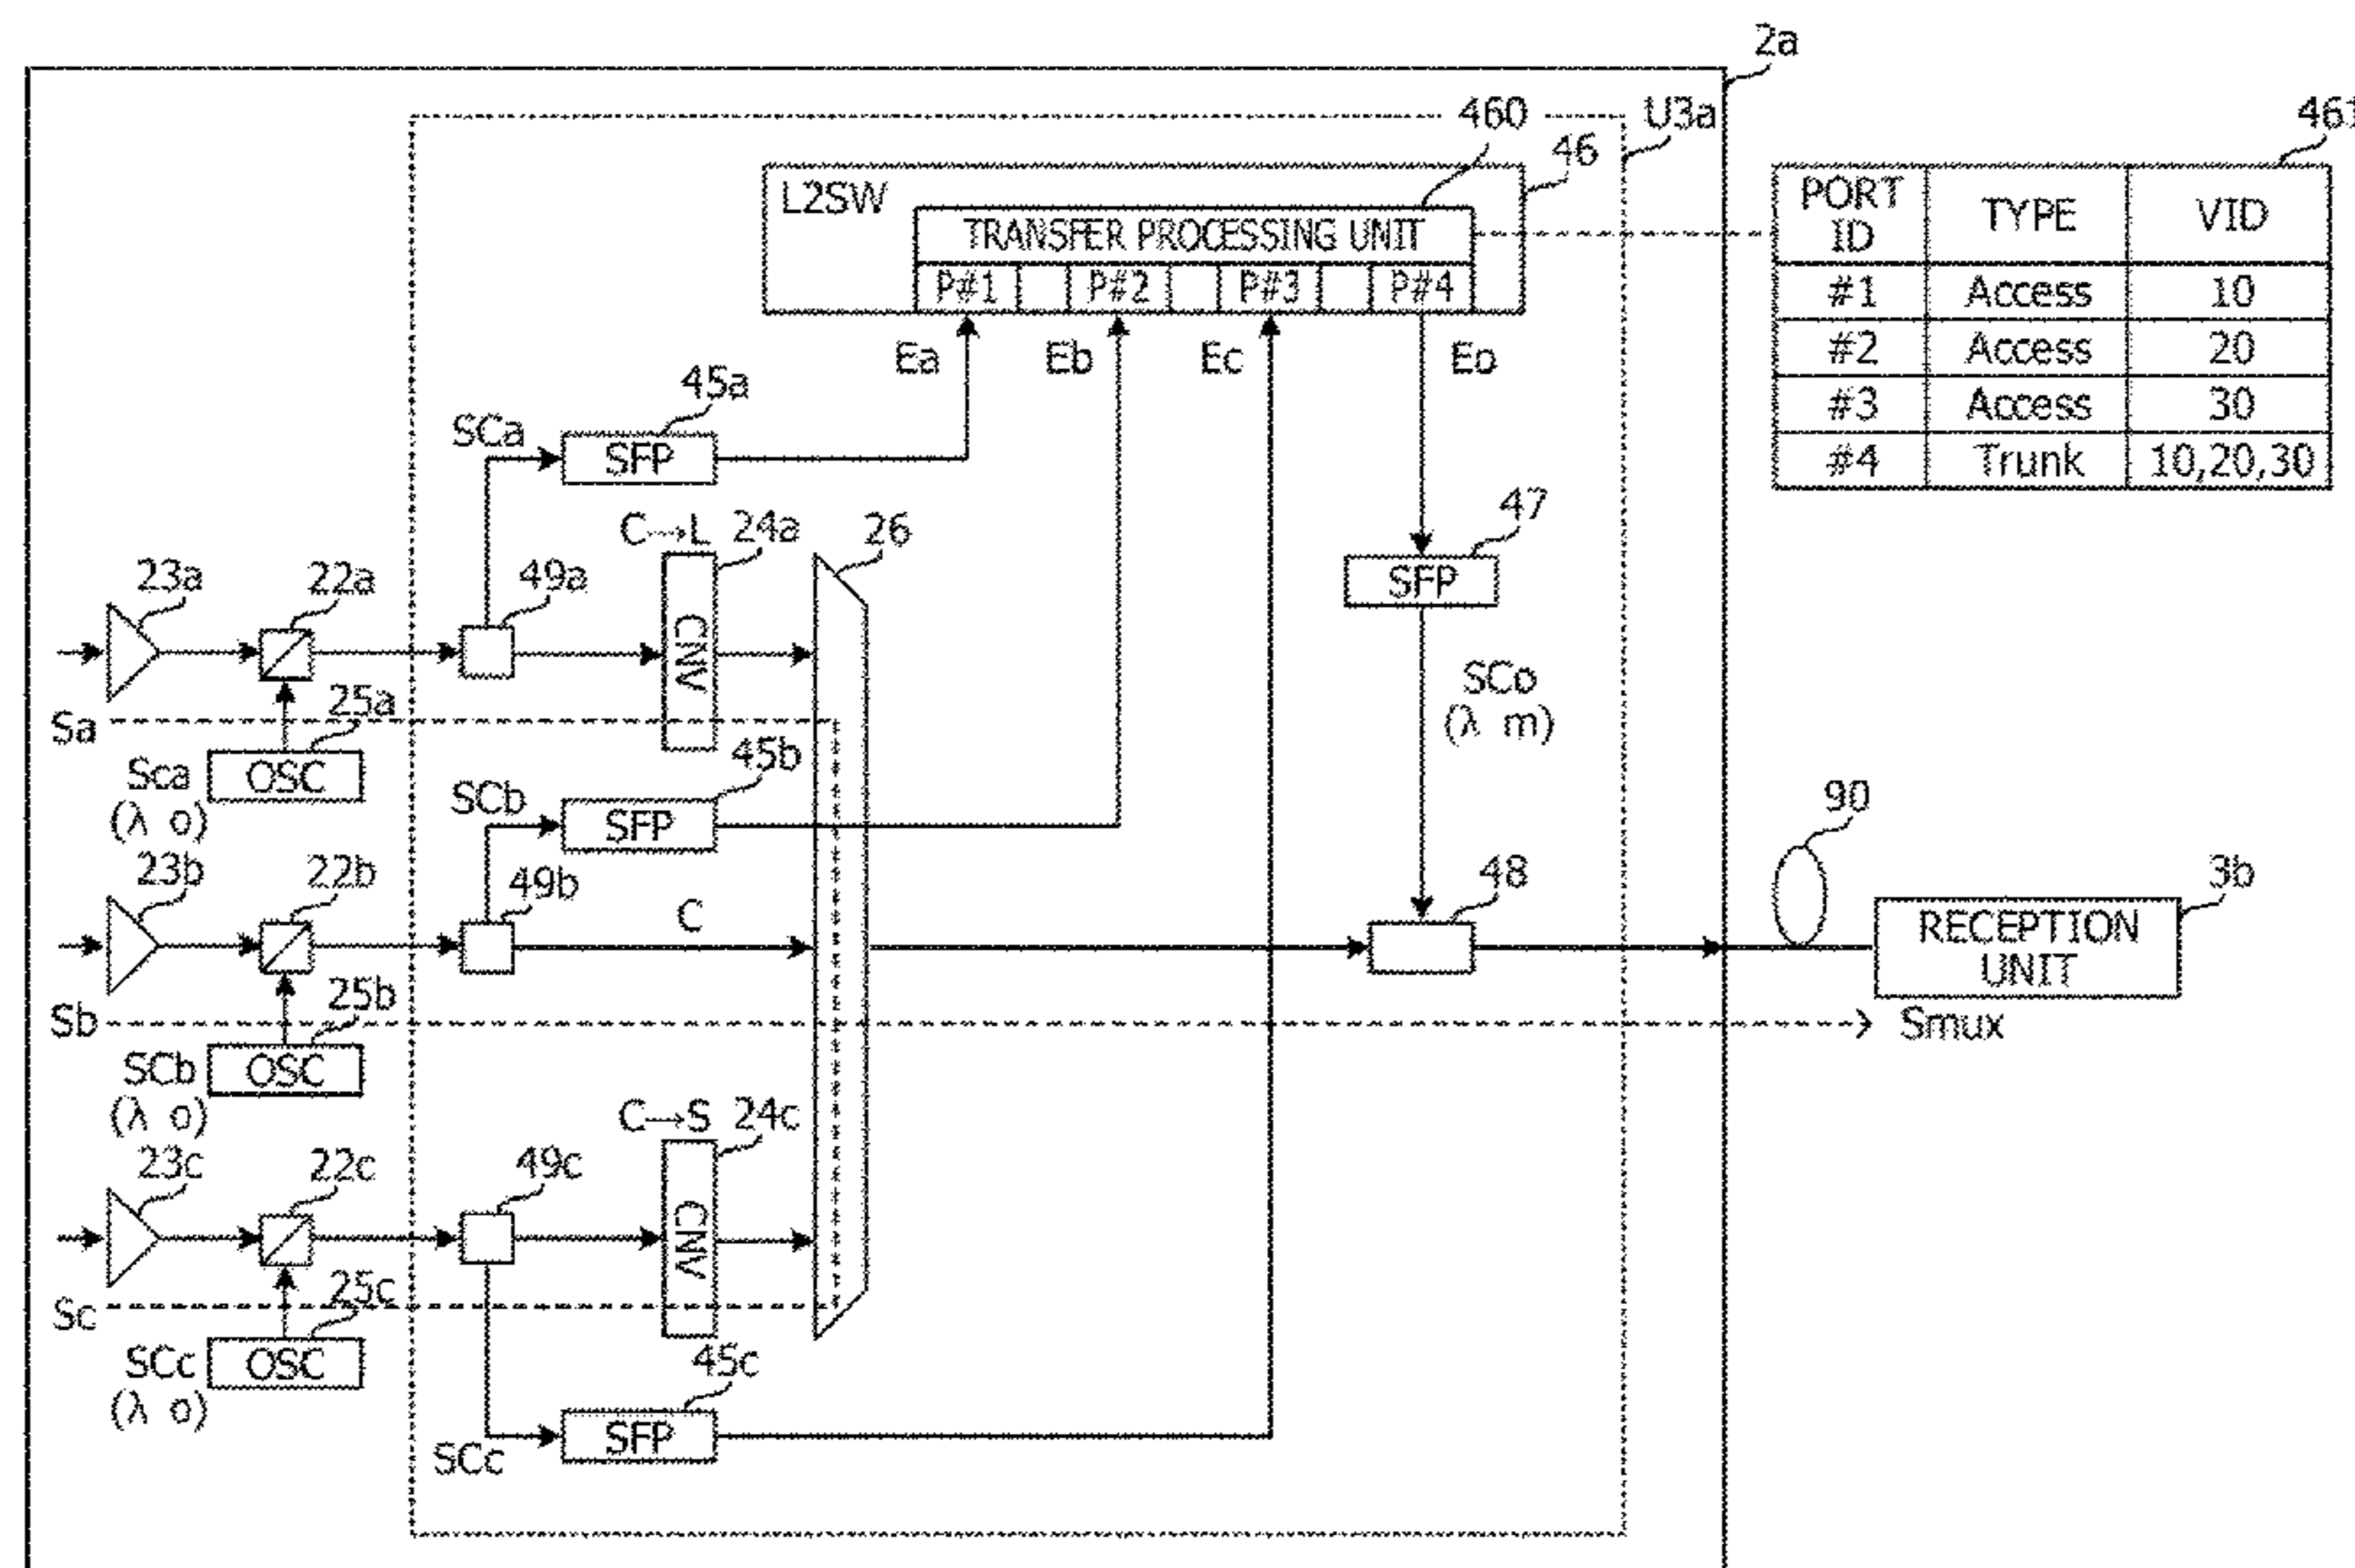 2a
460
U3a
461
46
L2SW
TRANSFER PROCESSING UNIT
P#1 P#2 P#3 P#4
PORT ID TYPE VID
#1 Access 10
#2 Access 20
#3 Access 30
#4 Trunk 10,20,30
Ea Eb Ec Eo
45a
SCa
SFP
47
SFP
C→L 24a
26
23a 22a 49a
CNV
SCo
(λ m)
25a
Sa
Sca
(λ o)
OSC
45b
SCb
SFP
90
23b 22b 49b
C
48
3b
RECEPTION
UNIT
25b
Sb
Smux
SCb
(λ o)
OSC
C→S 24c
23c 22c 49c
CNV
25c
Sc
SCc
(λ o)
OSC
45c
SCc
SFP